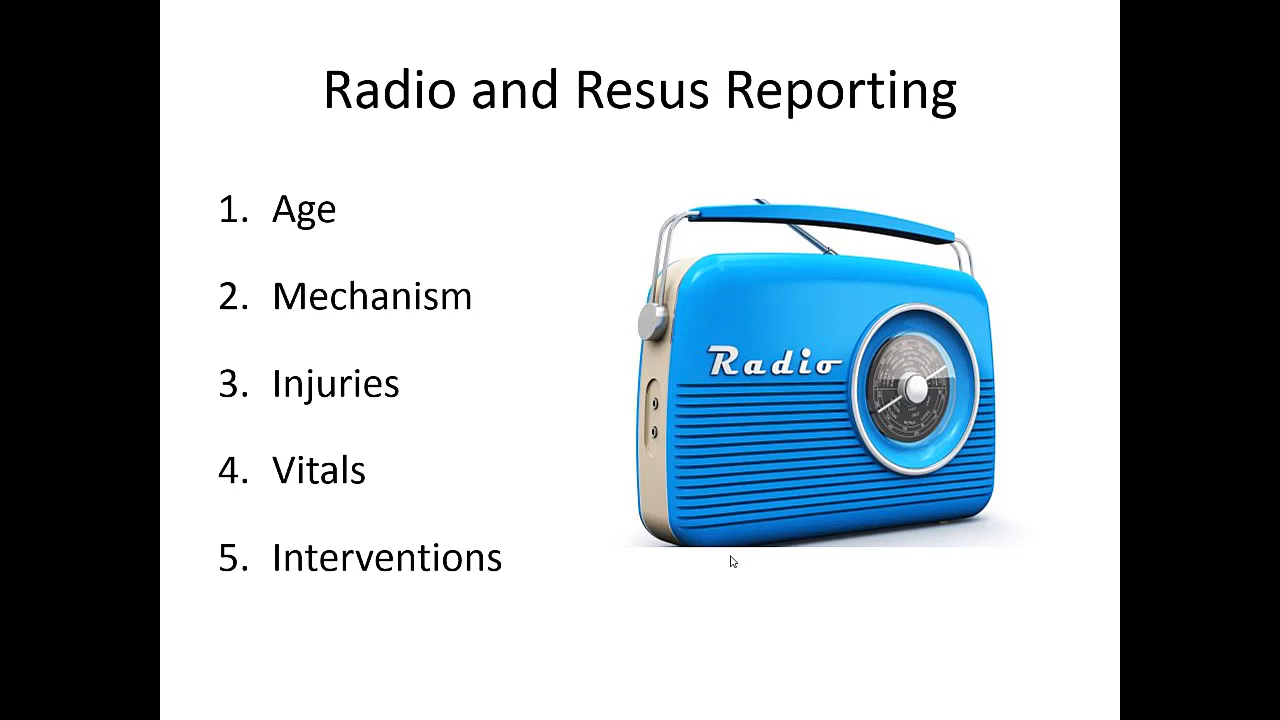 Radio and Resus Reporting
1. Age
2. Mechanism
3. Injuries
4. Vitals
5. Interventions
Radio